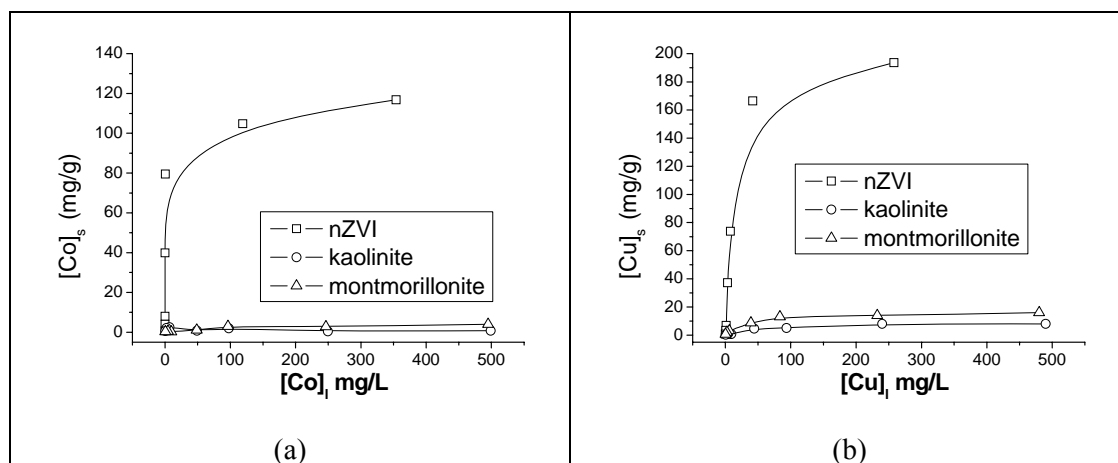 140
120
100
80
60
40
20
0
[Co]s (mg/g)
nZVI
kaolinite
montmorillonite
0 100 200 300 400 500
[Co]l mg/L
(a)
200
180
160
140
120
100
80
60
40
20
0
[Cu]s (mg/g)
nZVI
kaolinite
montmorillonite
0 100 200 300 400 500
[Cu]l mg/L
(b)